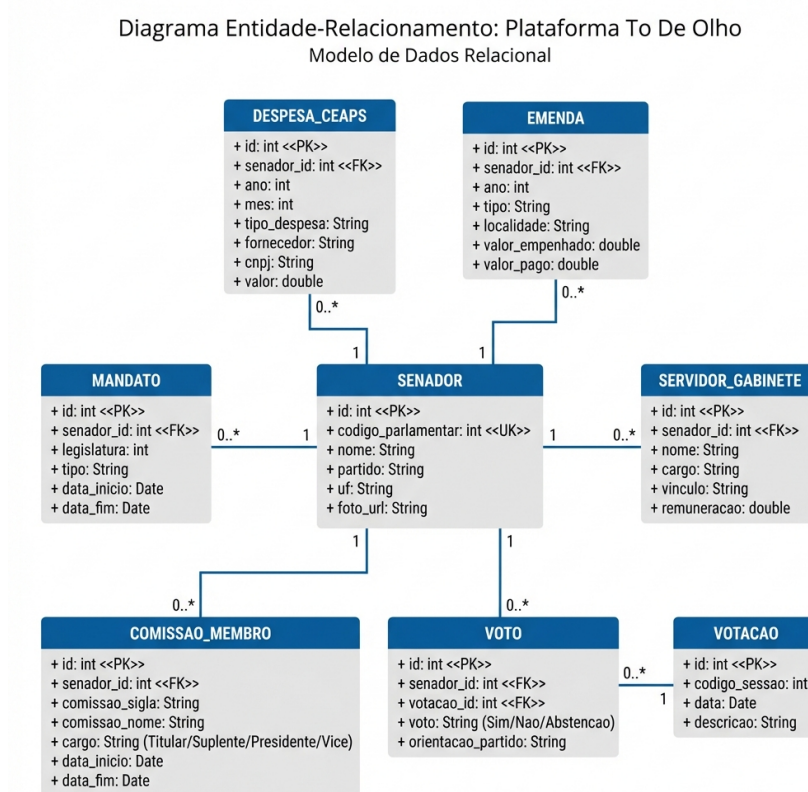 Diagrama Entidade-Relacionamento: Plataforma To De Olho
Modelo de Dados Relacional
DESPESA_CEAPS
+ id: int <<PK>>
+ senador_id: int <<FK>>
+ ano: int
+ mes: int
+ tipo_despesa: String
+ fornecedor: String
+ cnpj: String
+ valor: double
EMENDA
+ id: int <<PK>>
+ senador_id: int <<FK>>
+ ano: int
+ tipo: String
+ localidade: String
+ valor_empenhado: double
+ valor_pago: double
0..*
1
0..*
1
MANDATO
+ id: int <<PK>>
+ senador_id: int <<FK>>
+ legislatura: int
+ tipo: String
+ data_inicio: Date
+ data_fim: Date
0..*
1
SENADOR
+ id: int <<PK>>
+ codigo_parlamentar: int <<UK>>
+ nome: String
+ partido: String
+ uf: String
+ foto_url: String
1
0..*
SERVIDOR_GABINETE
+ id: int <<PK>>
+ senador_id: int <<FK>>
+ nome: String
+ cargo: String
+ vinculo: String
+ remuneracao: double
1
0..*
1
0..*
COMISSAO_MEMBRO
+ id: int <<PK>>
+ senador_id: int <<FK>>
+ comissao_sigla: String
+ comissao_nome: String
+ cargo: String (Titular/Suplente/Presidente/Vice)
+ data_inicio: Date
+ data_fim: Date
VOTO
+ id: int <<PK>>
+ senador_id: int <<FK>>
+ votacao_id: int <<FK>>
+ voto: String (Sim/Nao/Abstencao)
+ orientacao_partido: String
0..*
1
VOTACAO
+ id: int <<PK>>
+ codigo_sessao: int
+ data: Date
+ descricao: String